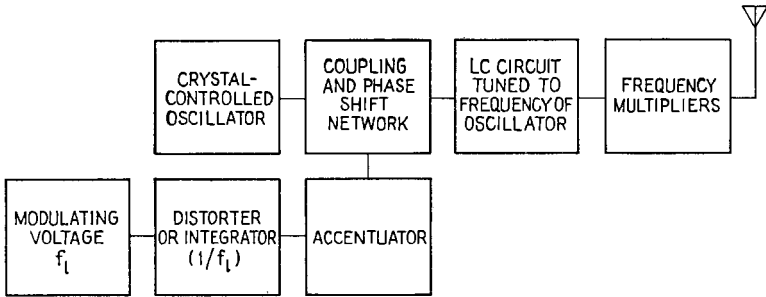 CRYSTAL-
CONTROLLED
OSCILLATOR
COUPLING
AND PHASE
SHIFT
NETWORK
LC CIRCUIT
TUNED TO
FREQUENCY OF
OSCILLATOR
FREQUENCY
MULTIPLIERS
MODULATING
VOLTAGE
f₁
DISTORTER
OR INTEGRATOR
(1/f₁)
ACCENTUATOR